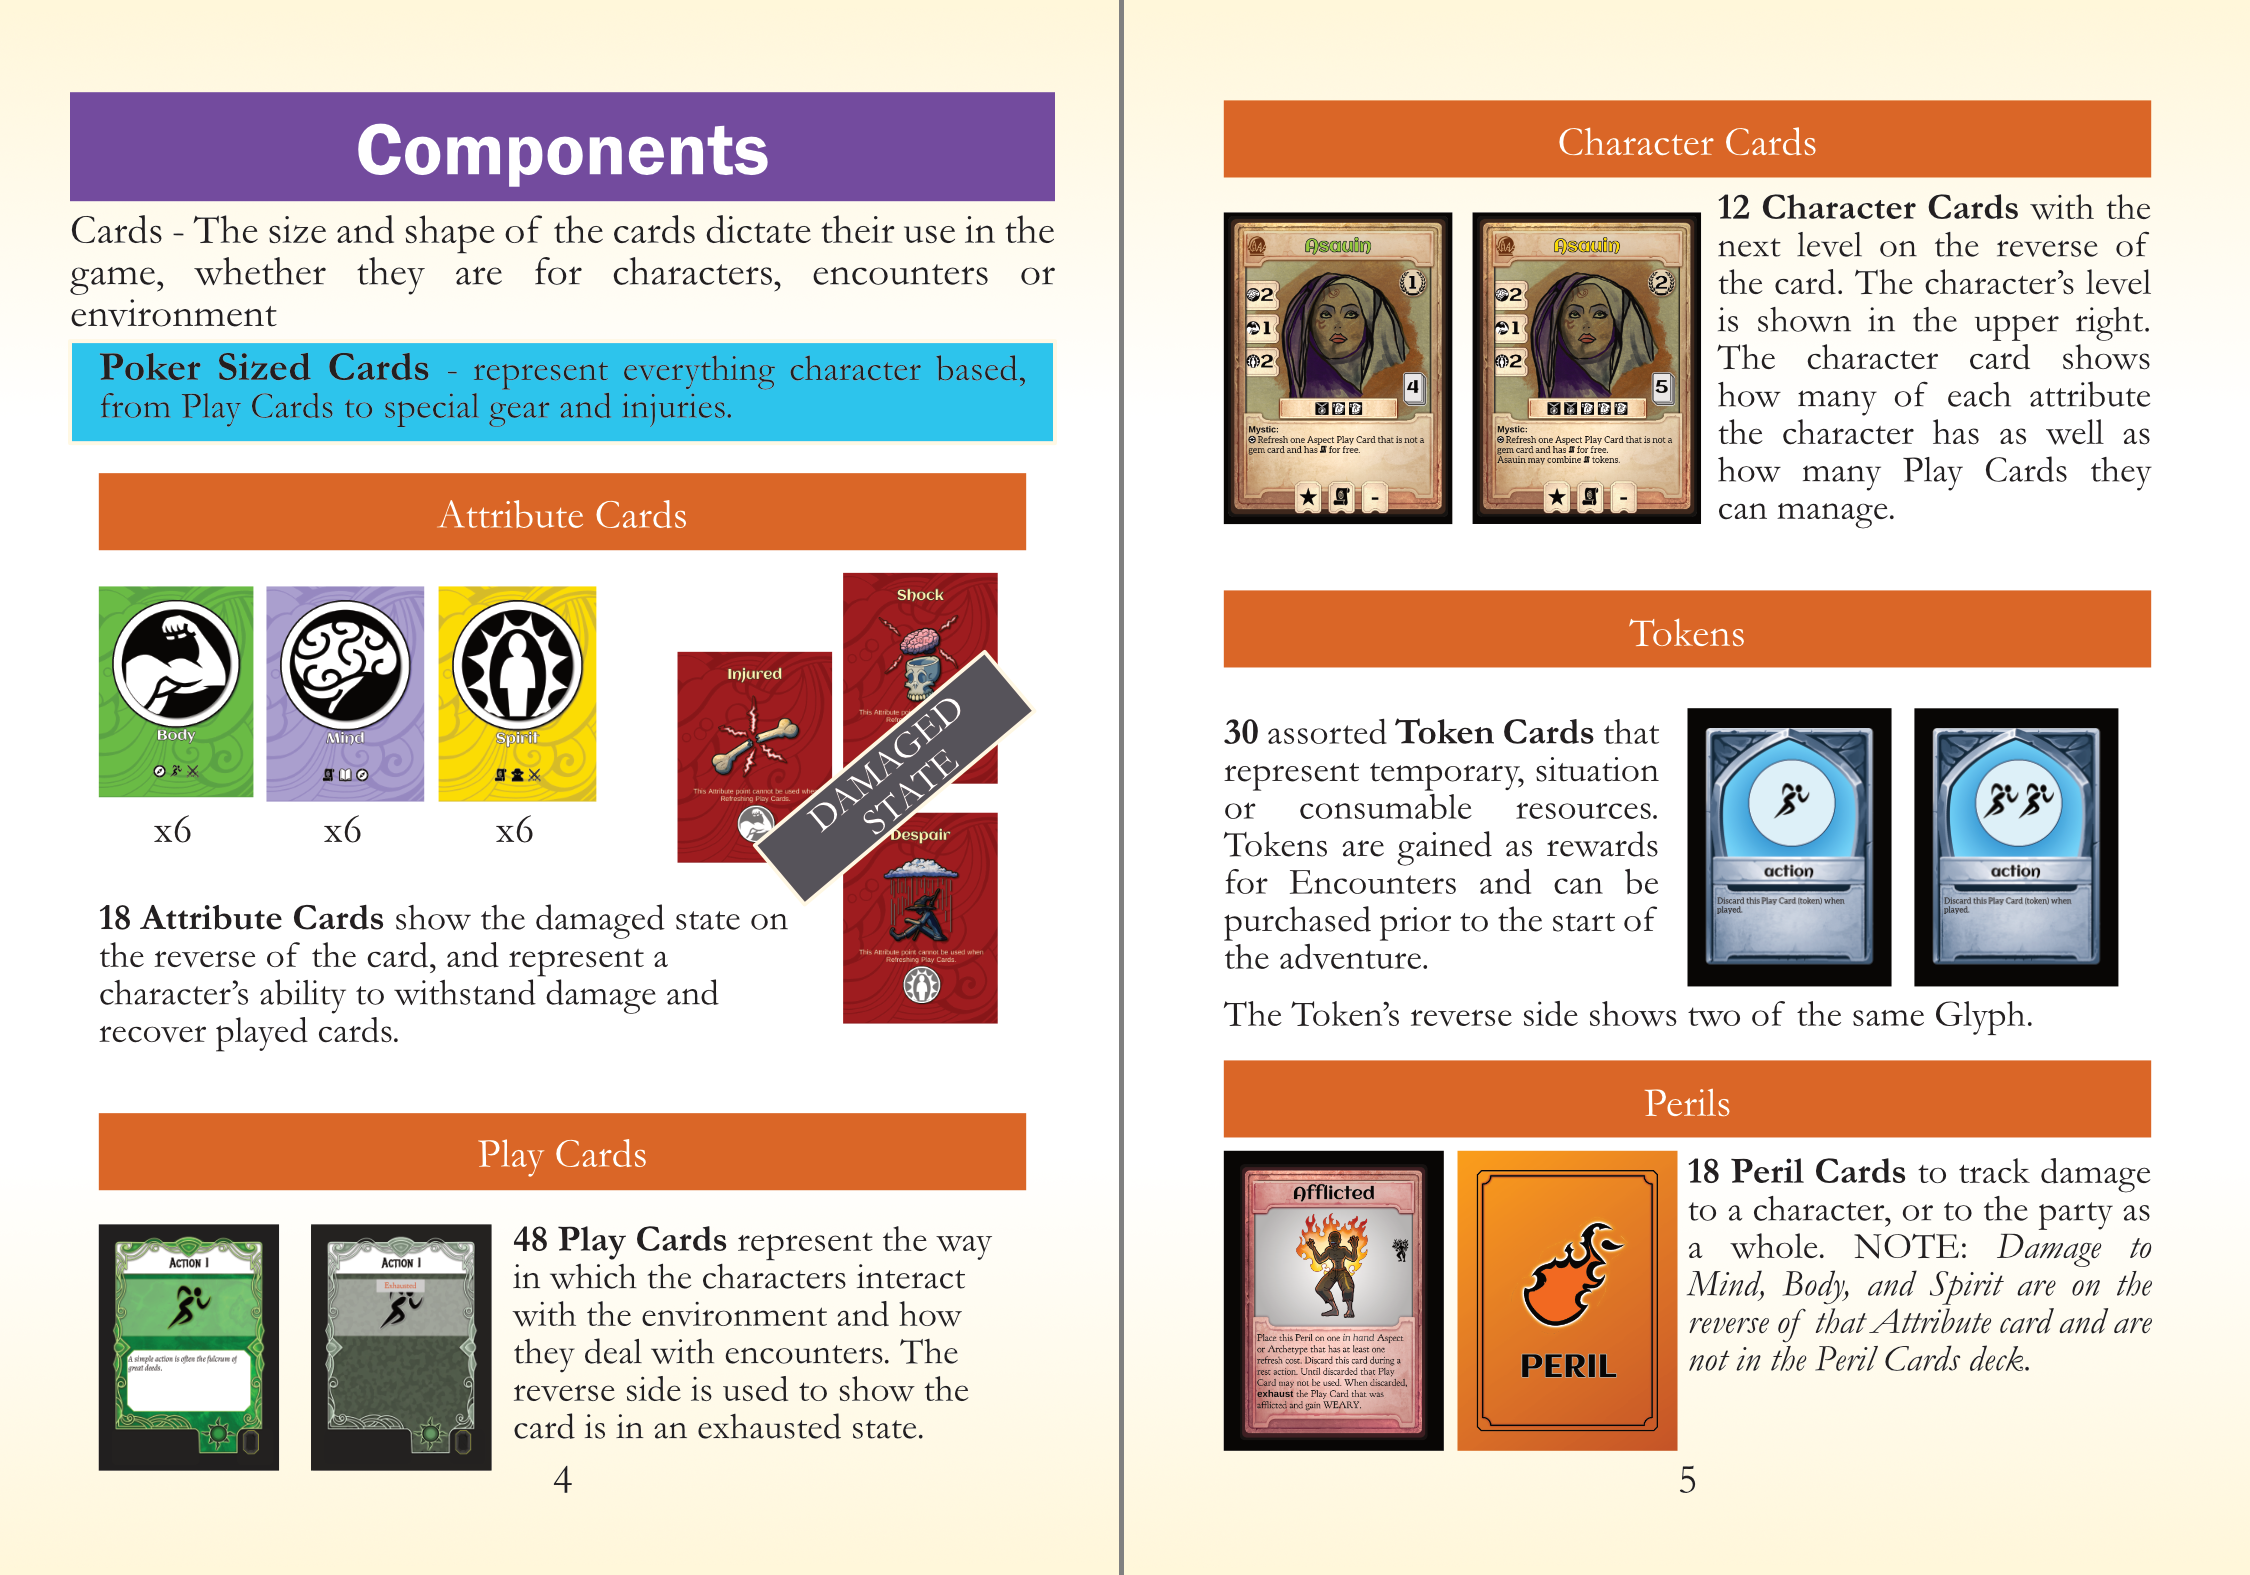 Components
Cards - The size and shape of the cards dictate their use in the
game, whether they are for characters, encounters or
environment
Poker Sized Cards - represent everything character based,
from Play Cards to special gear and injuries.
Attribute Cards
Body
Mind
Spirit
x6
x6
x6
Injured
This Attribute point cannot be used when
Refreshing Play Cards.
Shock
This Attribute
DAMAGED
STATE
Despair
This Attribute point cannot be used when
Refreshing Play Cards.
18 Attribute Cards show the damaged state on
the reverse of the card, and represent a
character’s ability to withstand damage and
recover played cards.
Play Cards
ACTION 1
A simple action is often the fulcrum of
great deeds.
ACTION 1
Exhausted
48 Play Cards represent the way
in which the characters interact
with the environment and how
they deal with encounters. The
reverse side is used to show the
card is in an exhausted state.
4
Character Cards
Asauin
1
2
1
2
4
Mystic:
Refresh one Aspect Play Card that is not a
gem card and has for free.
-
Asauin
2
2
1
2
5
Mystic:
Refresh one Aspect Play Card that is not a
gem card and has for free.
Asauin may combine tokens.
-
12 Character Cards with the
next level on the reverse of
the card. The character’s level
is shown in the upper right.
The character card shows
how many of each attribute
the character has as well as
how many Play Cards they
can manage.
Tokens
30 assorted Token Cards that
represent temporary, situation
or consumable resources.
Tokens are gained as rewards
for Encounters and can be
purchased prior to the start of
the adventure.
action
Discard this Play Card (token) when
played.
action
Discard this Play Card (token) when
played.
The Token’s reverse side shows two of the same Glyph.
Perils
Afflicted
Place this Peril on one in hand Aspect
or Archetype that has at least one
refresh cost. Discard this card during a
rest action. Until discarded that Play
Card may not be used. When discarded,
exhaust the Play Card that was
afflicted and gain WEARY.
PERIL
18 Peril Cards to track damage
to a character, or to the party as
a whole. NOTE: Damage to
Mind, Body, and Spirit are on the
reverse of that Attribute card and are
not in the Peril Cards deck.
5